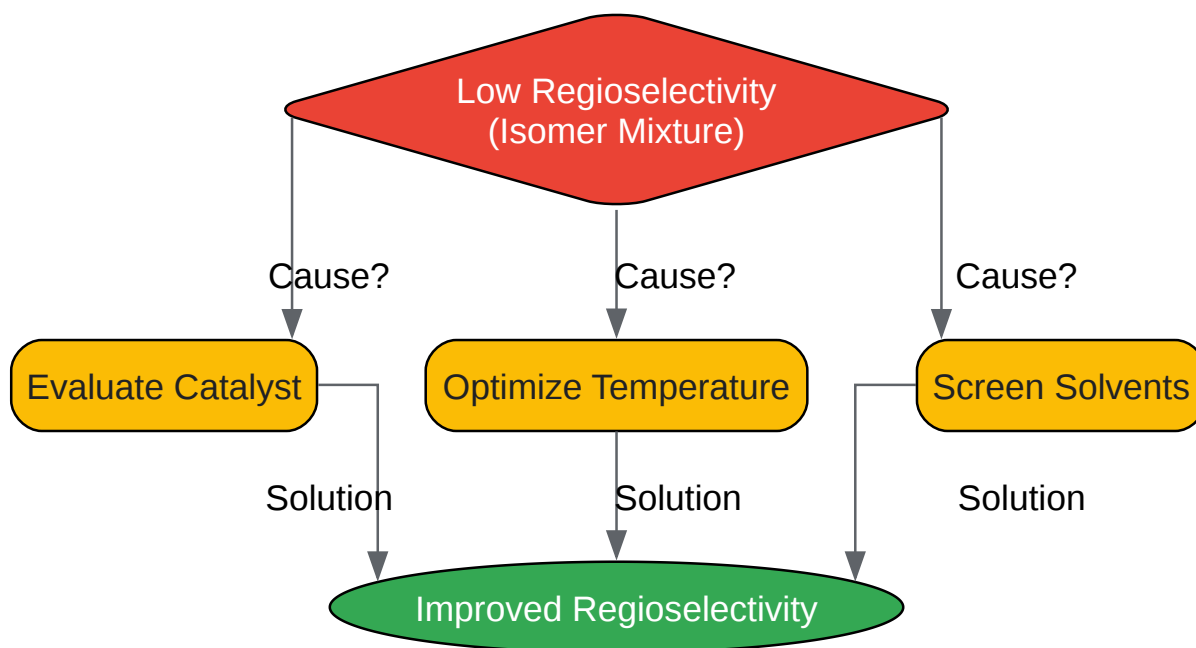 Low Regioselectivity
(Isomer Mixture)
Cause?
Cause?
Cause?
Evaluate Catalyst
Optimize Temperature
Screen Solvents
Solution
Solution
Solution
Improved Regioselectivity